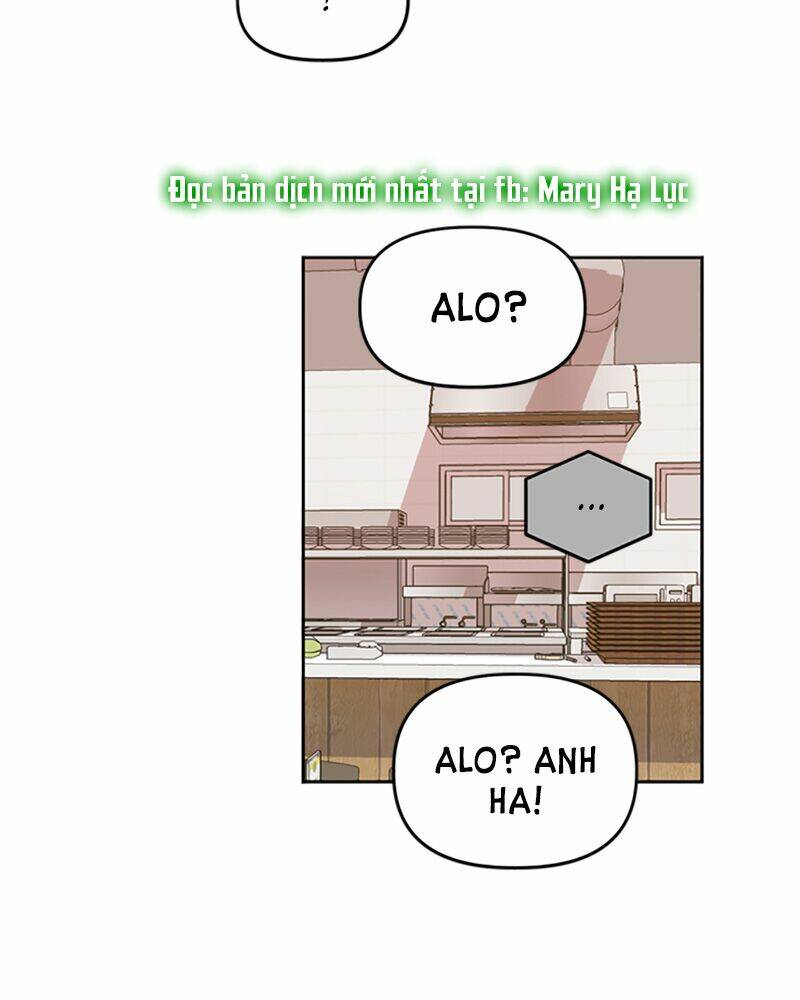 !
Đọc bản dịch mới nhất tại fb: Mary Hạ Lục
ALO?
...
ALO? ANH
HA!